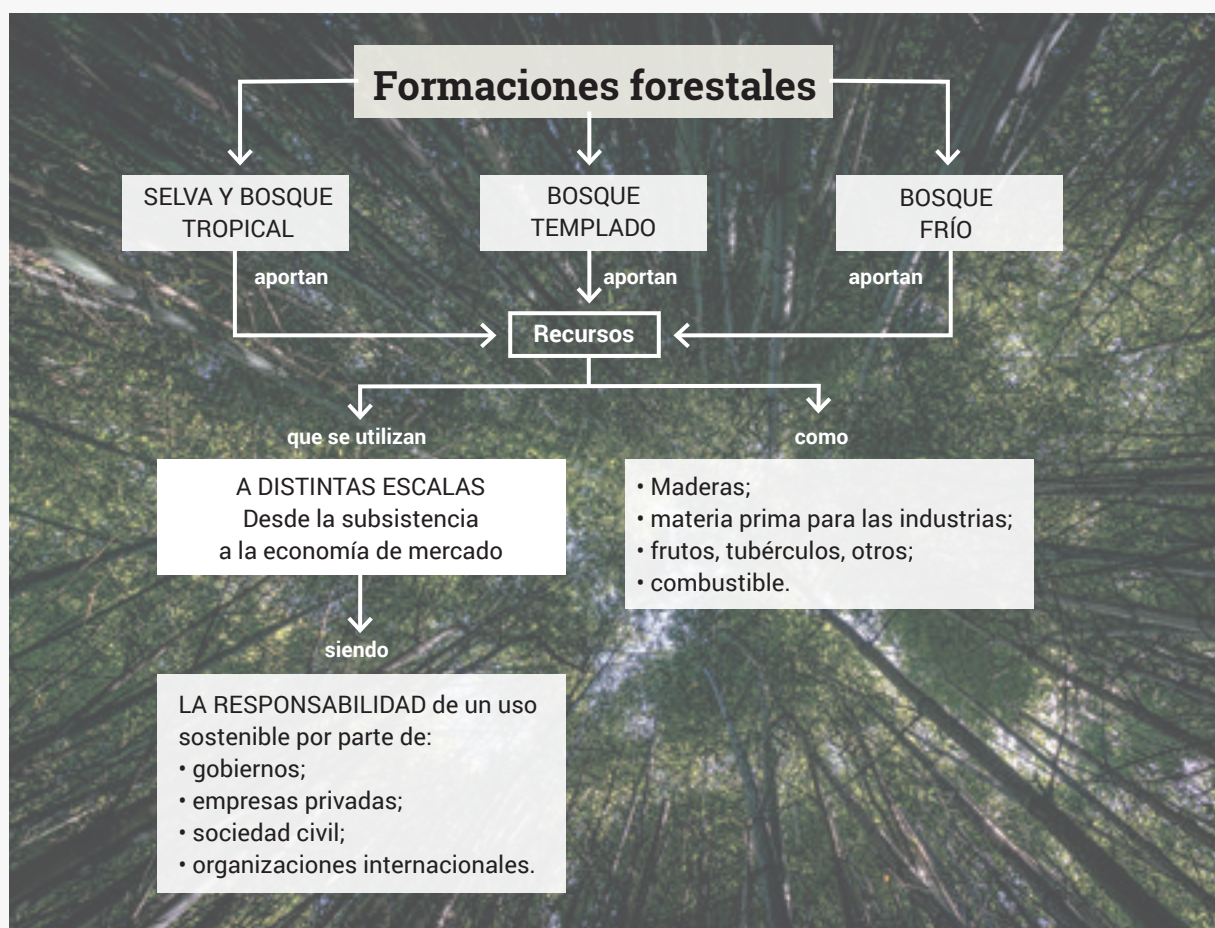 Formaciones forestales
SELVA Y BOSQUE
TROPICAL
BOSQUE
TEMPLADO
BOSQUE
FRÍO
aportan
aportan
aportan
Recursos
que se utilizan
como
A DISTINTAS ESCALAS
Desde la subsistencia
a la economía de mercado
• Maderas;
• materia prima para las industrias;
• frutos, tubérculos, otros;
• combustible.
siendo
LA RESPONSABILIDAD de un uso
sostenible por parte de:
• gobiernos;
• empresas privadas;
• sociedad civil;
• organizaciones internacionales.